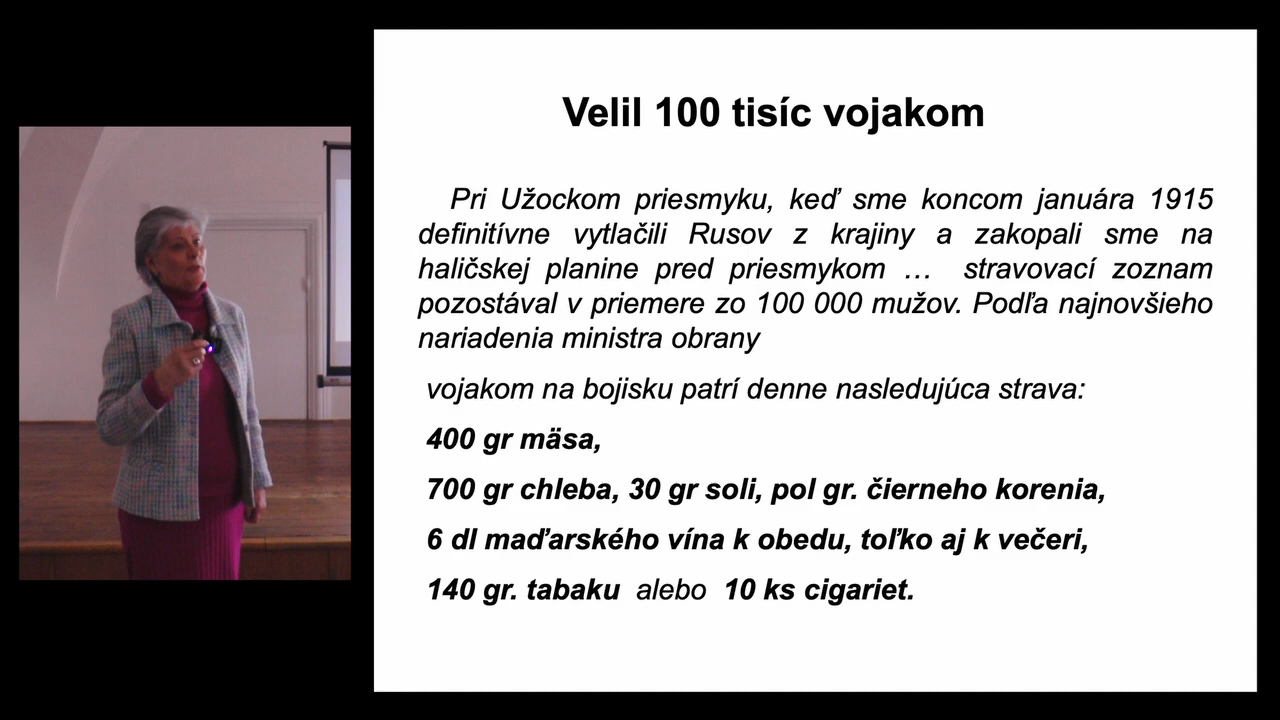 Velil 100 tisíc vojakom
Pri Užockom priesmyku, keď sme koncom januára 1915
definitívne vytlačili Rusov z krajiny a zakopali sme na
haličskej planine pred priesmykom … stravovací zoznam
pozostával v priemere zo 100 000 mužov. Podľa najnovšieho
nariadenia ministra obrany
vojakom na bojisku patrí denne nasledujúca strava:
400 gr mäsa,
700 gr chleba, 30 gr soli, pol gr. čierneho korenia,
6 dl maďarského vína k obedu, toľko aj k večeri,
140 gr. tabaku alebo 10 ks cigariet.